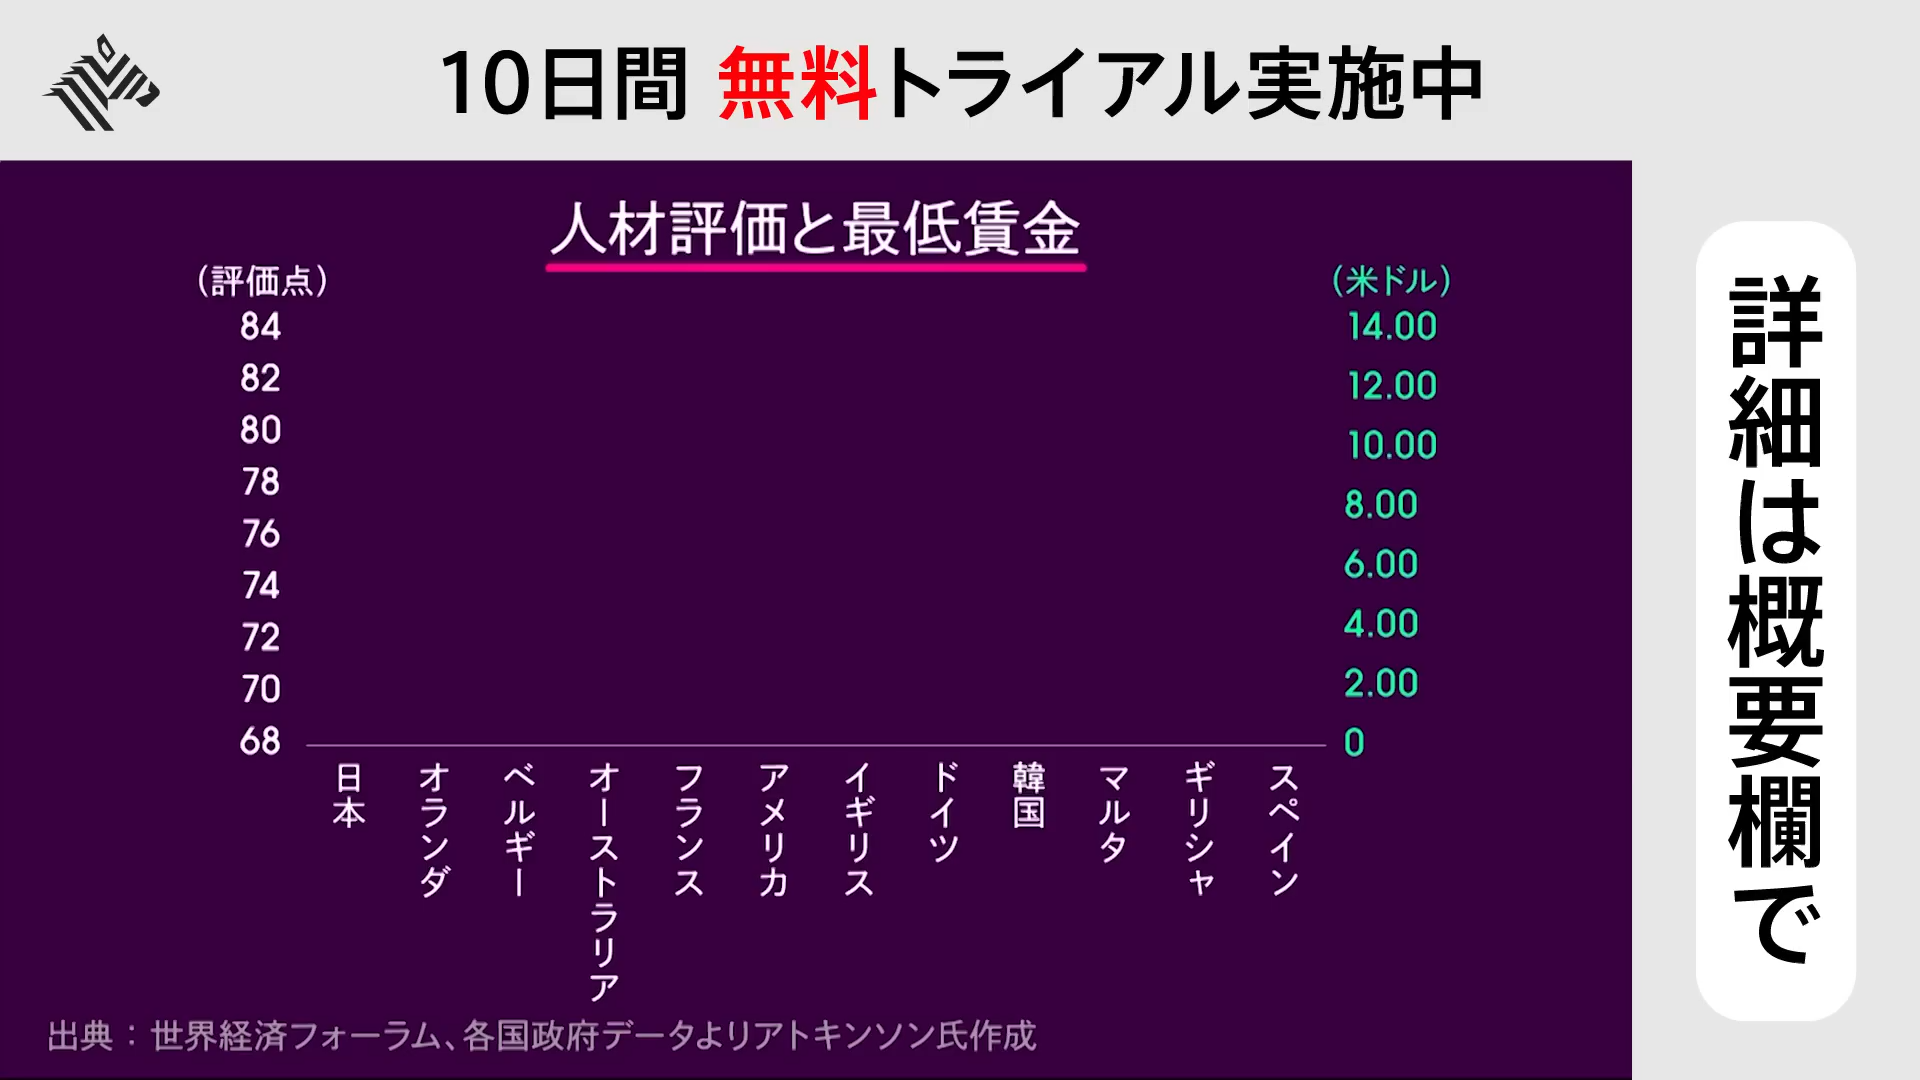 10日間 無料トライアル実施中
人材評価と最低賃金
（評価点）
84
82
80
78
76
74
72
70
68
（米ドル）
14.00
12.00
10.00
8.00
6.00
4.00
2.00
0
日本
オランダ
ベルギー
オーストラリア
フランス
アメリカ
イギリス
ドイツ
韓国
マルタ
ギリシャ
スペイン
出典：世界経済フォーラム、各国政府データよりアトキンソン氏作成
詳細は概要欄で